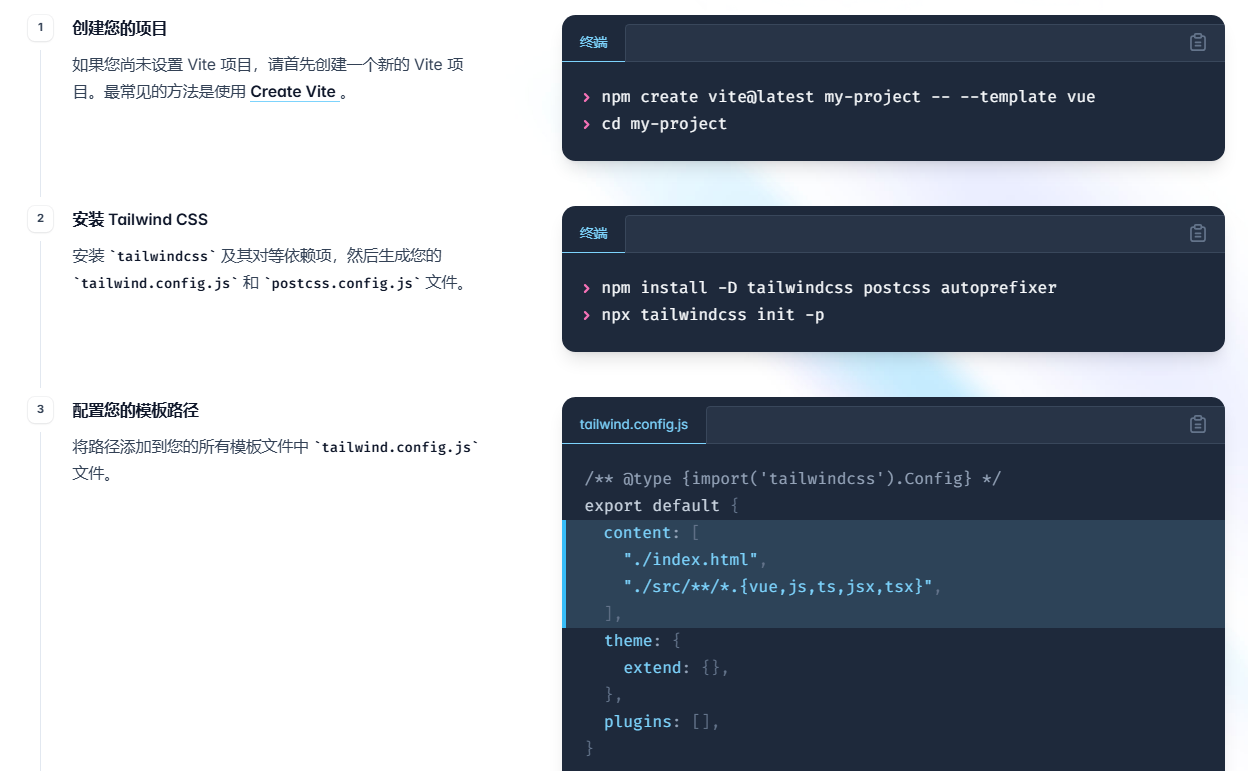 1
创建您的项目
如果您尚未设置 Vite 项目，请首先创建一个新的 Vite 项
目。最常见的方法是使用 Create Vite 。
终端
> npm create vite@latest my-project -- --template vue
> cd my-project
2
安装 Tailwind CSS
安装 `tailwindcss` 及其对等依赖项，然后生成您的
`tailwind.config.js` 和 `postcss.config.js` 文件。
终端
> npm install -D tailwindcss postcss autoprefixer
> npx tailwindcss init -p
3
配置您的模板路径
将路径添加到您的所有模板文件中 `tailwind.config.js`
文件。
tailwind.config.js
/** @type {import('tailwindcss').Config} */
export default {
  content: [
    "./index.html",
    "./src/**/*.{vue,js,ts,jsx,tsx}",
  ],
  theme: {
    extend: {},
  },
  plugins: [],
}